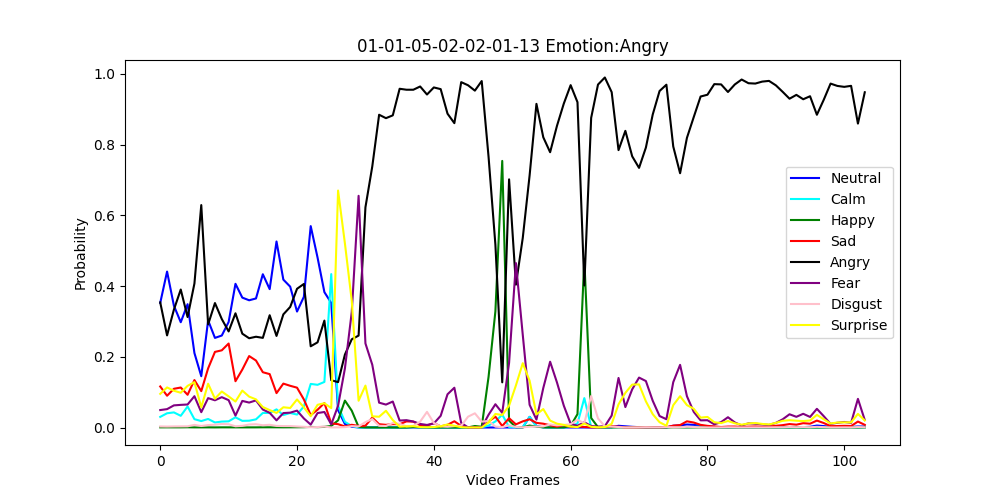 01-01-05-02-02-01-13 Emotion:Angry
1.0
0.8
0.6
0.4
0.2
0.0
Probability
0 20 40 60 80 100
Video Frames
Neutral
Calm
Happy
Sad
Angry
Fear
Disgust
Surprise